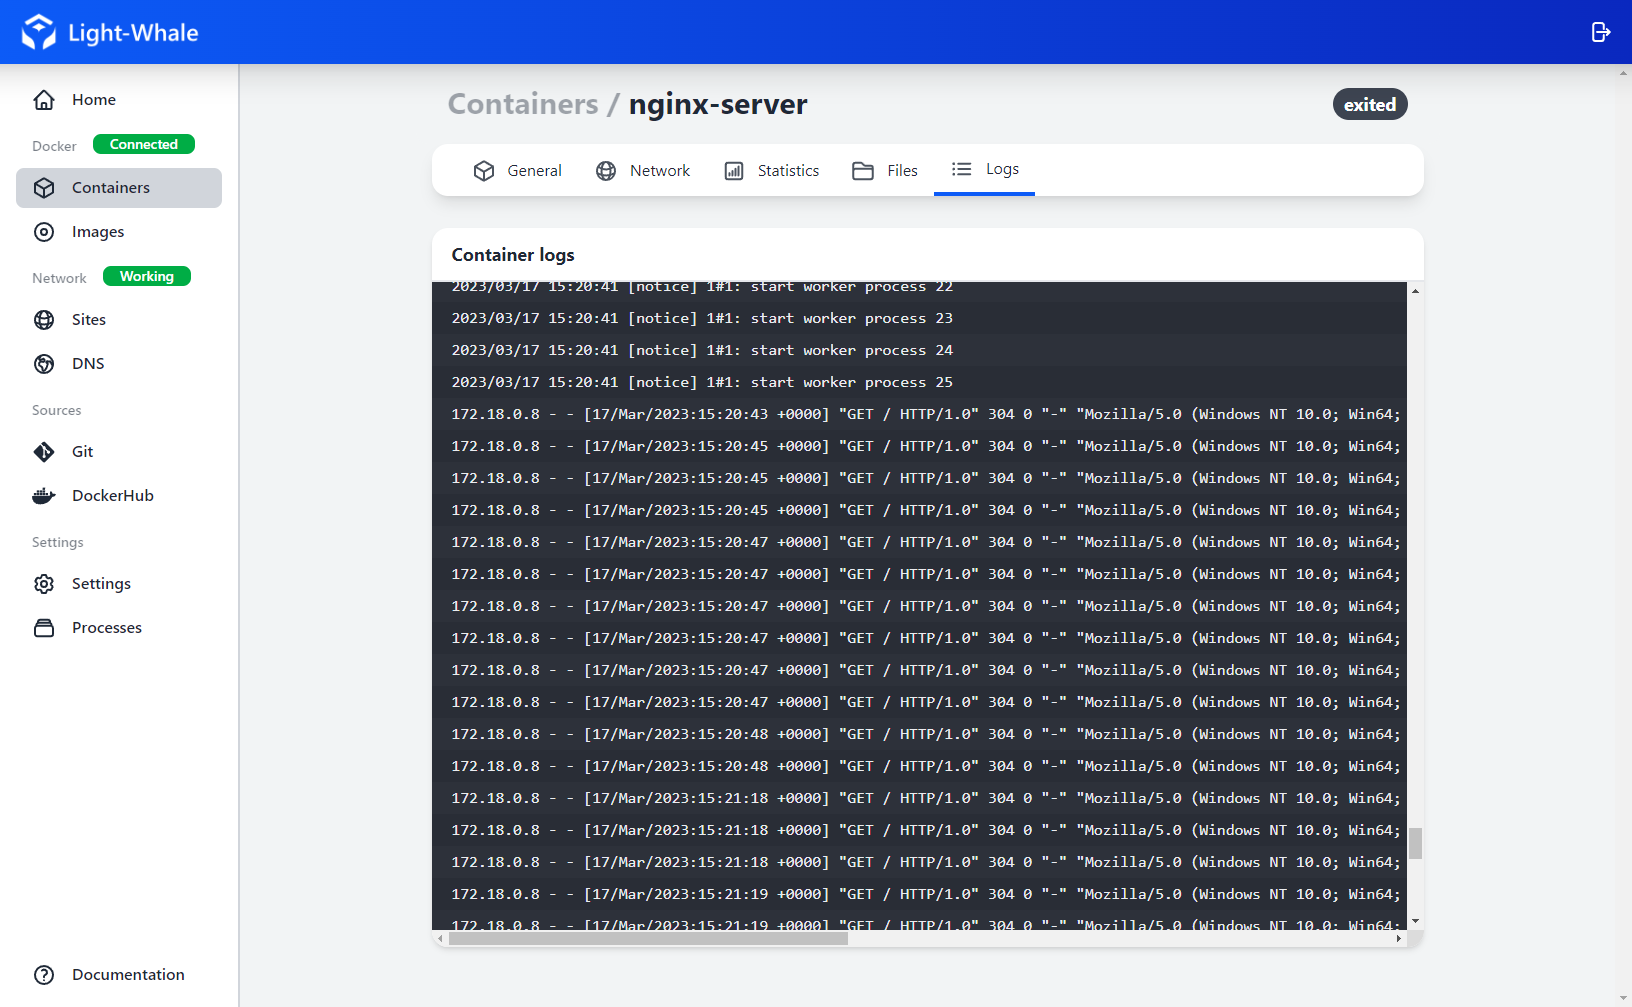 Light-Whale
Home
Docker Connected
Containers
Images
Network Working
Sites
DNS
Sources
Git
DockerHub
Settings
Settings
Processes
Documentation
Containers / nginx-server
exited
General Network Statistics Files Logs
Container logs
2023/03/17 15:20:41 [notice] 1#1: start worker process 22
2023/03/17 15:20:41 [notice] 1#1: start worker process 23
2023/03/17 15:20:41 [notice] 1#1: start worker process 24
2023/03/17 15:20:41 [notice] 1#1: start worker process 25
172.18.0.8 - - [17/Mar/2023:15:20:43 +0000] "GET / HTTP/1.0" 304 0 "-" "Mozilla/5.0 (Windows NT 10.0; Win64;
172.18.0.8 - - [17/Mar/2023:15:20:45 +0000] "GET / HTTP/1.0" 304 0 "-" "Mozilla/5.0 (Windows NT 10.0; Win64;
172.18.0.8 - - [17/Mar/2023:15:20:45 +0000] "GET / HTTP/1.0" 304 0 "-" "Mozilla/5.0 (Windows NT 10.0; Win64;
172.18.0.8 - - [17/Mar/2023:15:20:45 +0000] "GET / HTTP/1.0" 304 0 "-" "Mozilla/5.0 (Windows NT 10.0; Win64;
172.18.0.8 - - [17/Mar/2023:15:20:47 +0000] "GET / HTTP/1.0" 304 0 "-" "Mozilla/5.0 (Windows NT 10.0; Win64;
172.18.0.8 - - [17/Mar/2023:15:20:47 +0000] "GET / HTTP/1.0" 304 0 "-" "Mozilla/5.0 (Windows NT 10.0; Win64;
172.18.0.8 - - [17/Mar/2023:15:20:47 +0000] "GET / HTTP/1.0" 304 0 "-" "Mozilla/5.0 (Windows NT 10.0; Win64;
172.18.0.8 - - [17/Mar/2023:15:20:47 +0000] "GET / HTTP/1.0" 304 0 "-" "Mozilla/5.0 (Windows NT 10.0; Win64;
172.18.0.8 - - [17/Mar/2023:15:20:47 +0000] "GET / HTTP/1.0" 304 0 "-" "Mozilla/5.0 (Windows NT 10.0; Win64;
172.18.0.8 - - [17/Mar/2023:15:20:47 +0000] "GET / HTTP/1.0" 304 0 "-" "Mozilla/5.0 (Windows NT 10.0; Win64;
172.18.0.8 - - [17/Mar/2023:15:20:48 +0000] "GET / HTTP/1.0" 304 0 "-" "Mozilla/5.0 (Windows NT 10.0; Win64;
172.18.0.8 - - [17/Mar/2023:15:20:48 +0000] "GET / HTTP/1.0" 304 0 "-" "Mozilla/5.0 (Windows NT 10.0; Win64;
172.18.0.8 - - [17/Mar/2023:15:21:18 +0000] "GET / HTTP/1.0" 304 0 "-" "Mozilla/5.0 (Windows NT 10.0; Win64;
172.18.0.8 - - [17/Mar/2023:15:21:18 +0000] "GET / HTTP/1.0" 304 0 "-" "Mozilla/5.0 (Windows NT 10.0; Win64;
172.18.0.8 - - [17/Mar/2023:15:21:18 +0000] "GET / HTTP/1.0" 304 0 "-" "Mozilla/5.0 (Windows NT 10.0; Win64;
172.18.0.8 - - [17/Mar/2023:15:21:19 +0000] "GET / HTTP/1.0" 304 0 "-" "Mozilla/5.0 (Windows NT 10.0; Win64;
172.18.0.8 - - [17/Mar/2023:15:21:19 +0000] "GET / HTTP/1.0" 304 0 "-" "Mozilla/5.0 (Windows NT 10.0; Win64;